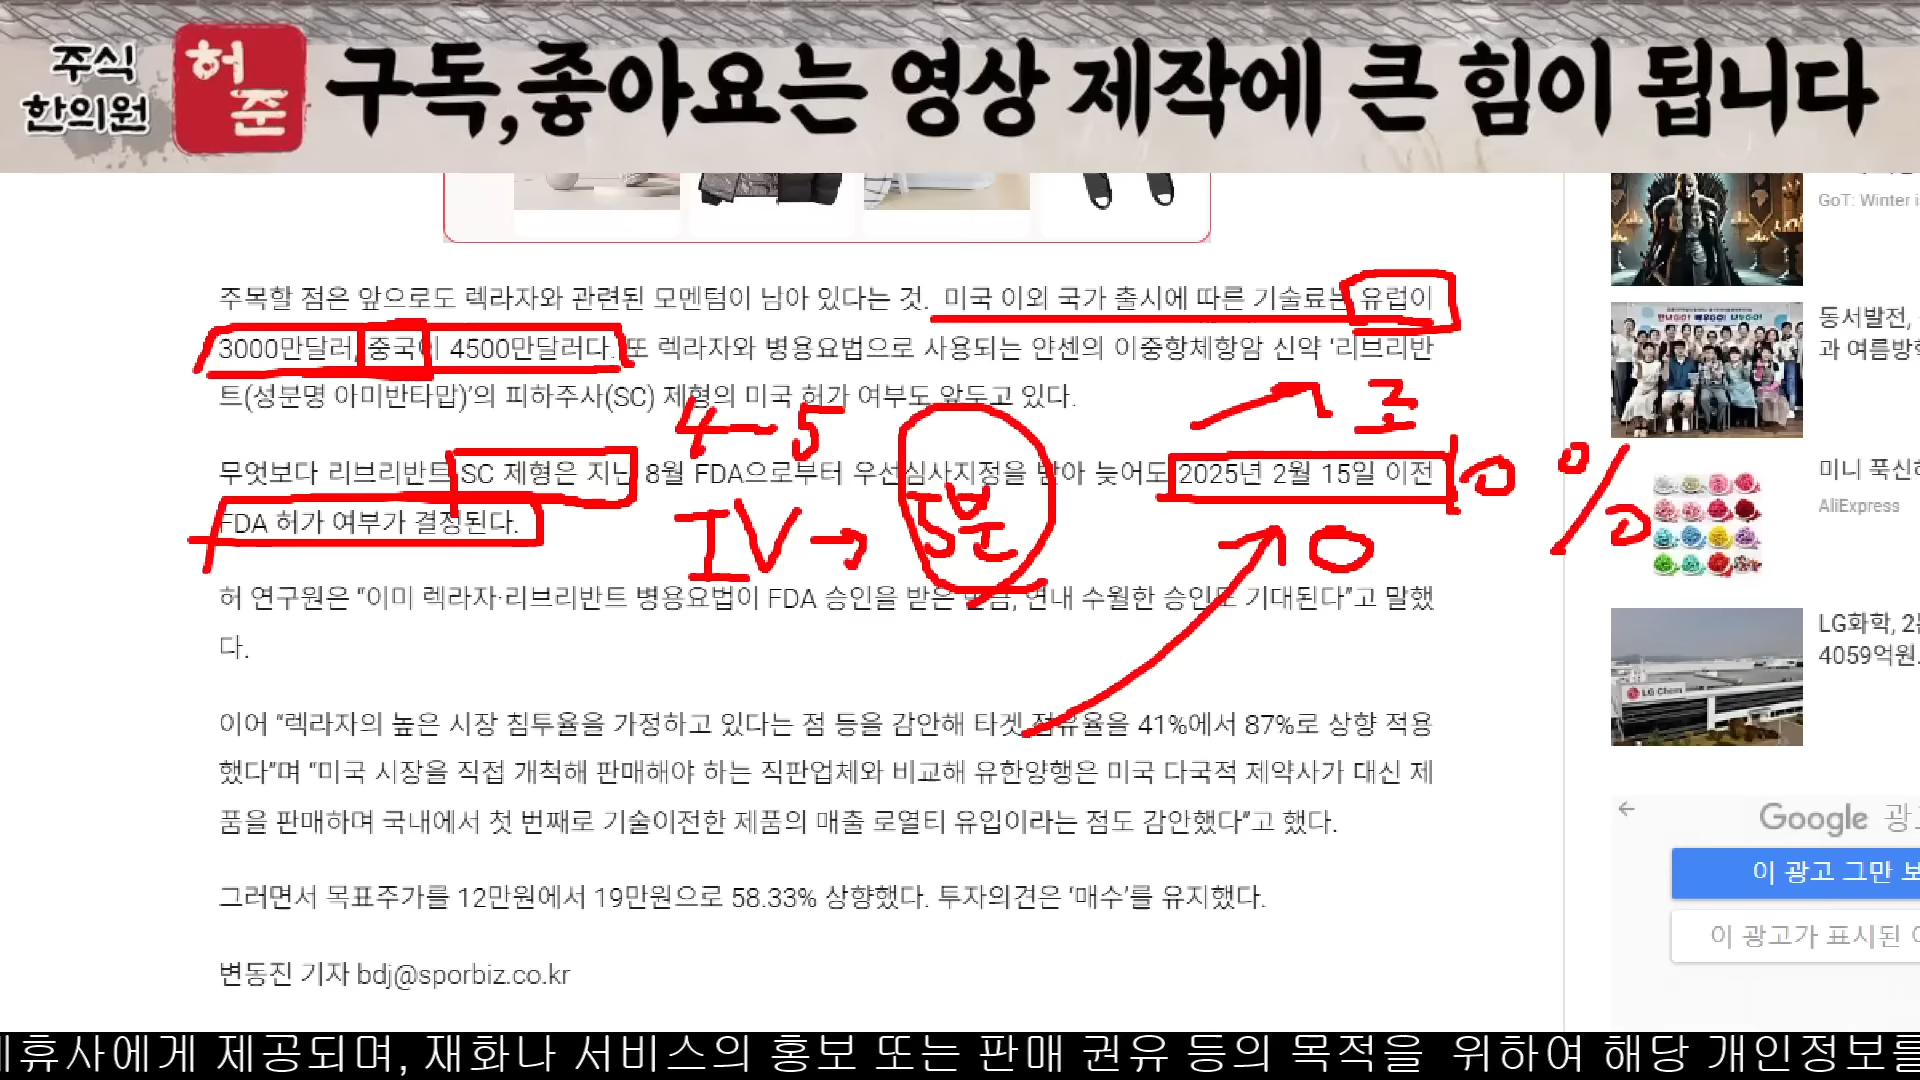 주식
한의원
허
준
구독,좋아요는 영상 제작에 큰 힘이 됩니다
GoT: Winter i
주목할 점은 앞으로도 렉라자와 관련된 모멘텀이 남아 있다는 것. 미국 이외 국가 출시에 따른 기술료는 유럽이
3000만달러, 중국이 4500만달러다. 또 렉라자와 병용요법으로 사용되는 얀센의 이중항체항암 신약 '리브리반
트(성분명 아미반타맙)'의 피하주사(SC) 제형의 미국 허가 여부도 앞두고 있다.
무엇보다 리브리반트 SC 제형은 지난 8월 FDA으로부터 우선심사지정을 받아 늦어도 2025년 2월 15일 이전
FDA 허가 여부가 결정된다.
4~5
IV→
5분
조
10%
허 연구원은 "이미 렉라자·리브리반트 병용요법이 FDA 승인을 받은 만큼, 연내 수월한 승인도 기대된다"고 말했
다.
이어 "렉라자의 높은 시장 침투율을 가정하고 있다는 점 등을 감안해 타겟 점유율을 41%에서 87%로 상향 적용
했다"며 "미국 시장을 직접 개척해 판매해야 하는 직판업체와 비교해 유한양행은 미국 다국적 제약사가 대신 제
품을 판매하며 국내에서 첫 번째로 기술이전한 제품의 매출 로열티 유입이라는 점도 감안했다"고 했다.
그러면서 목표주가를 12만원에서 19만원으로 58.33% 상향했다. 투자의견은 '매수'를 유지했다.
변동진 기자 bdj@sporbiz.co.kr
동서발전,
과 여름방학
미니 푹신하
AliExpress
LG Chem
LG화학, 2분
4059억원.
Google 광고
이 광고 그만 보
이 광고가 표시된 이
제휴사에게 제공되며, 재화나 서비스의 홍보 또는 판매 권유 등의 목적을 위하여 해당 개인정보를